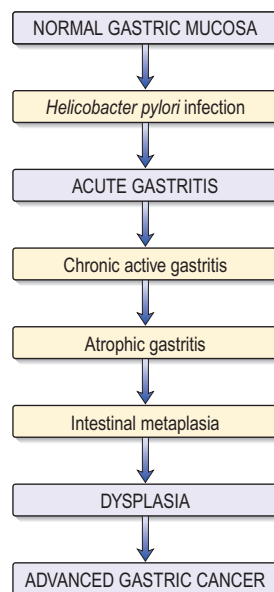 NORMAL GASTRIC MUCOSA
Helicobacter pylori infection
ACUTE GASTRITIS
Chronic active gastritis
Atrophic gastritis
Intestinal metaplasia
DYSPLASIA
ADVANCED GASTRIC CANCER